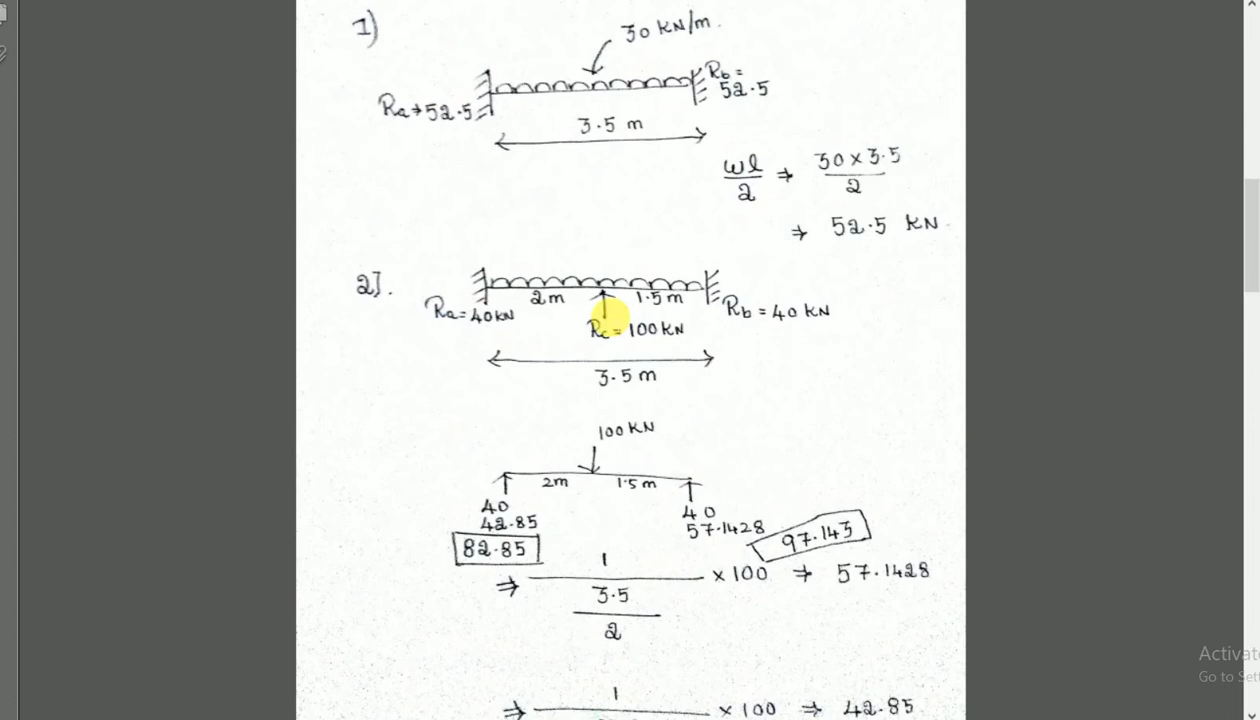 1)
30 KN/m.
Ra → 52.5
Rb =
52.5
3.5 m
wl/2 ⇒ 30 × 3.5/2
⇒ 52.5 KN
2].
2m 1.5m
Ra = 40 KN
Rc = 100 KN
Rb = 40 KN
3.5 m
100 KN
2m 1.5m
40
42.85
82.85
40
57.1428
97.143
⇒ 1 × 100 ⇒ 57.1428
3.5
2
⇒ 1 × 100 ⇒ 42.85
Activat
Go to Set